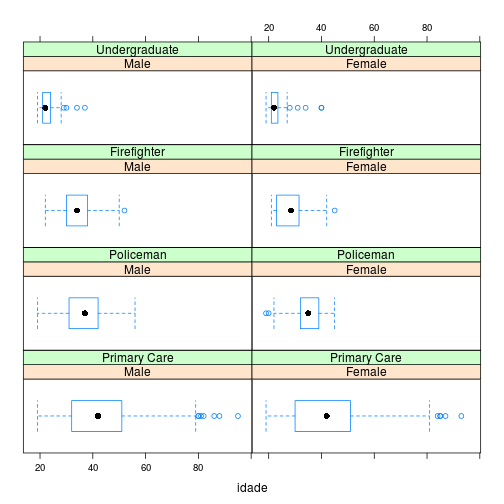 20 40 60 80
Undergraduate Undergraduate
Male Female
Firefighter Firefighter
Male Female
Policeman Policeman
Male Female
Primary Care Primary Care
Male Female
20 40 60 80
idade